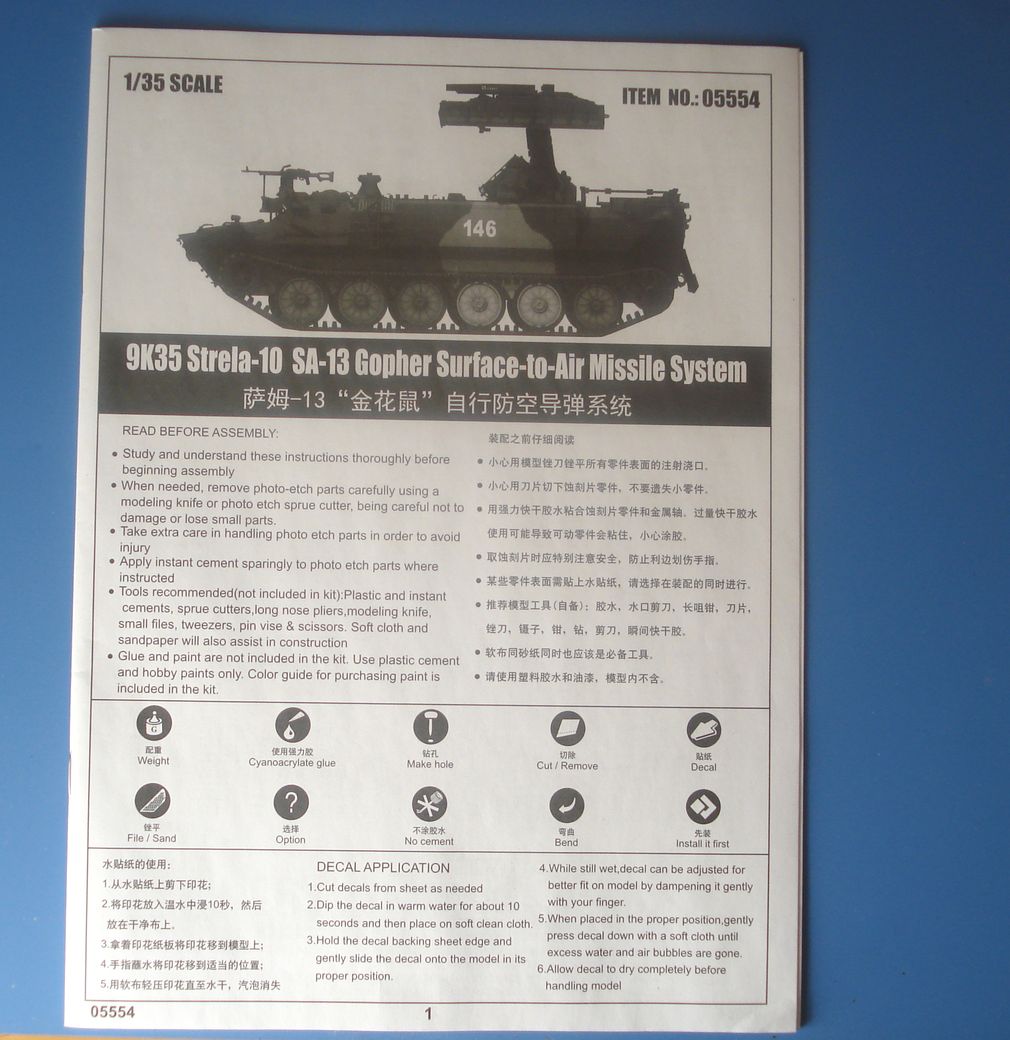 1/35 SCALE
ITEM NO.: 05554
146
9K35 Strela-10 SA-13 Gopher Surface-to-Air Missile System
萨姆-13 “金花鼠” 自行防空导弹系统
READ BEFORE ASSEMBLY:
● Study and understand these instructions thoroughly before
beginning assembly
● When needed, remove photo-etch parts carefully using a
modeling knife or photo etch sprue cutter, being careful not to
damage or lose small parts.
● Take extra care in handling photo etch parts in order to avoid
injury
● Apply instant cement sparingly to photo etch parts where
instructed
● Tools recommended(not included in kit):Plastic and instant
cements, sprue cutters,long nose pliers,modeling knife,
small files, tweezers, pin vise & scissors. Soft cloth and
sandpaper will also assist in construction
● Glue and paint are not included in the kit. Use plastic cement
and hobby paints only. Color guide for purchasing paint is
included in the kit.
装配之前仔细阅读
● 小心用模型锉刀锉平所有零件表面的注射浇口。
● 小心用刀片切下蚀刻片零件，不要遗失小零件。
● 用强力快干胶水粘合蚀刻片零件和金属轴。过量快干胶水
使用可能导致可动零件会粘住，小心涂胶。
● 取蚀刻片时应特别注意安全，防止利边划伤手指。
● 某些零件表面需贴上水贴纸，请选择在装配的同时进行。
● 推荐模型工具(自备)：胶水，水口剪刀，长咀钳，刀片，
锉刀，镊子，钳，钻，剪刀，瞬间快干胶。
● 软布同砂纸同时也应该是必备工具。
● 请使用塑料胶水和油漆，模型内不含。
G
配重
Weight
使用强力胶
Cyanoacrylate glue
钻孔
Make hole
切除
Cut / Remove
贴纸
Decal
锉平
File / Sand
?
选择
Option
不涂胶水
No cement
弯曲
Bend
先装
Install it first
水贴纸的使用:
1.从水贴纸上剪下印花;
2.将印花放入温水中浸10秒，然后
放在干净布上。
3.拿着印花纸板将印花移到模型上;
4.手指蘸水将印花移到适当的位置;
5.用软布轻压印花直至水干，汽泡消失
DECAL APPLICATION
1.Cut decals from sheet as needed
2.Dip the decal in warm water for about 10
seconds and then place on soft clean cloth.
3.Hold the decal backing sheet edge and
gently slide the decal onto the model in its
proper position.
4.While still wet,decal can be adjusted for
better fit on model by dampening it gently
with your finger.
5.When placed in the proper position,gently
press decal down with a soft cloth until
excess water and air bubbles are gone.
6.Allow decal to dry completely before
handling model
05554
1